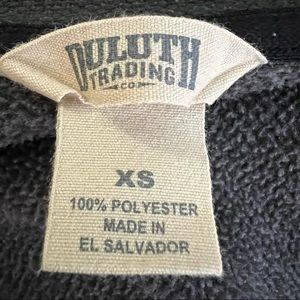 DULUTH
TRADING
CO
XS
100% POLYESTER
MADE IN
EL SALVADOR